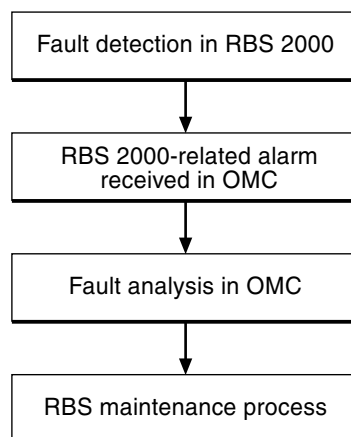 Fault detection in RBS 2000
RBS 2000-related alarm
received in OMC
Fault analysis in OMC
RBS maintenance process